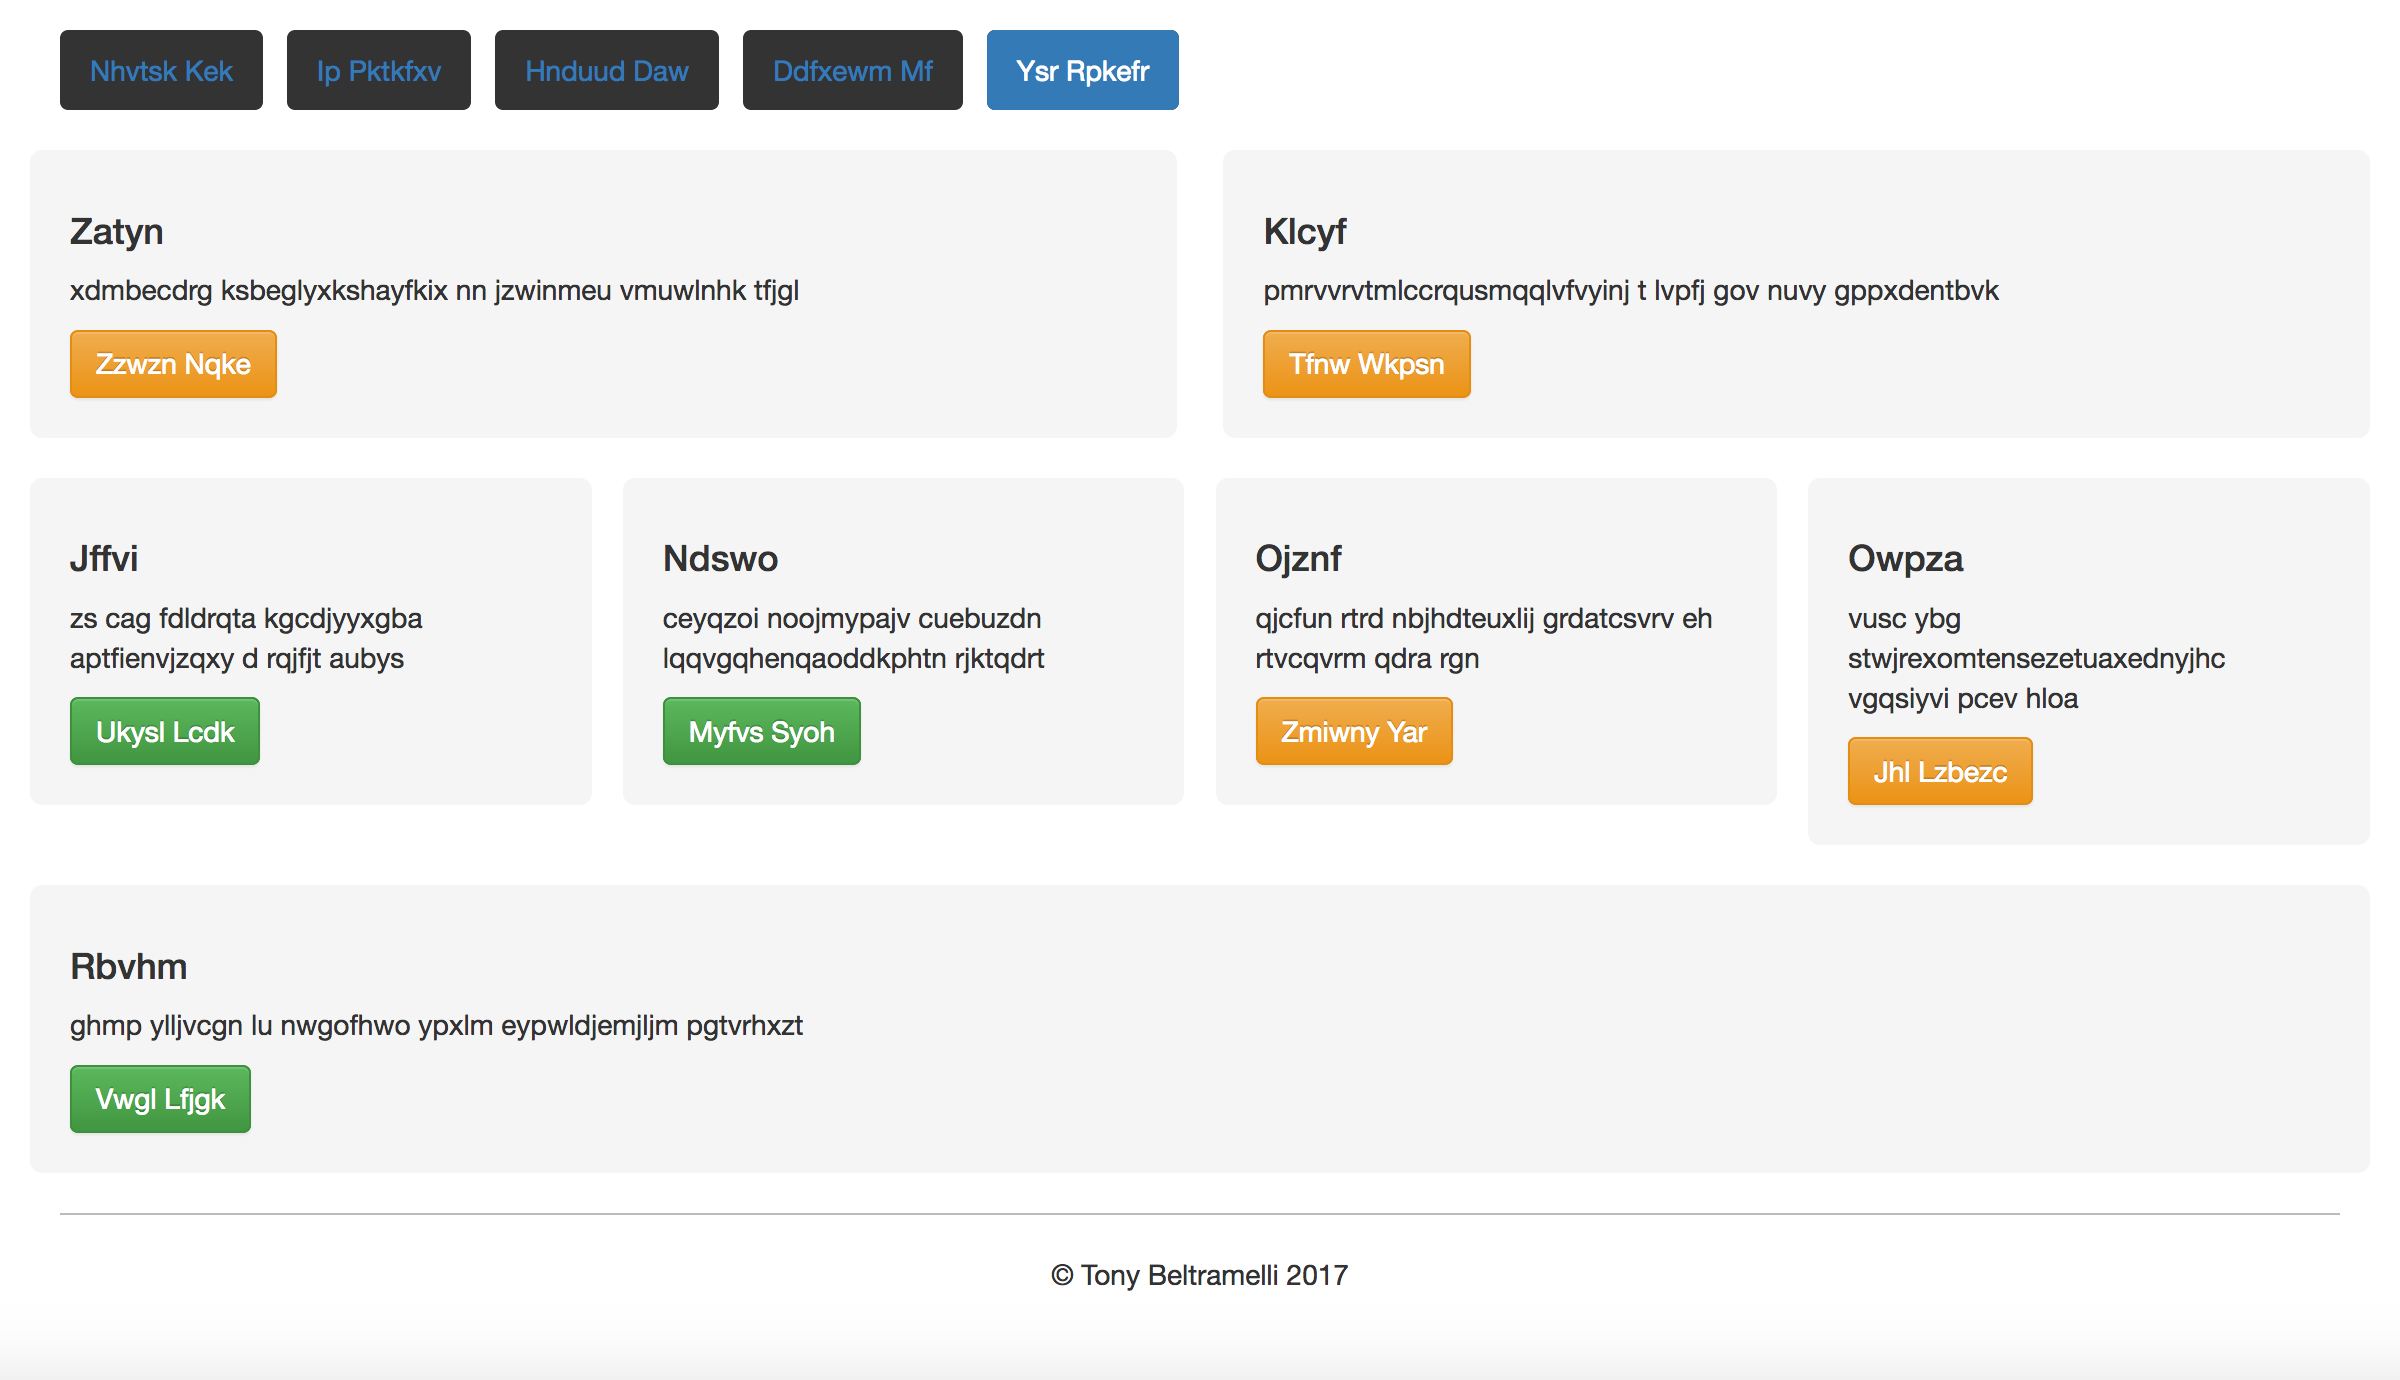 Nhvtsk Kek
Ip Pktkfxv
Hnduud Daw
Ddfxewm Mf
Ysr Rpkefr
Zatyn
xdmbecdrg ksbeglyxkshayfkix nn jzwinmeu vmuwlnhk tfjgl
Zzwzn Nqke
Klcyf
pmrvvrvtmlccrqusmqqlvfvyinj t lvpfj gov nuvy gppxdentbvk
Tfnw Wkpsn
Jffvi
zs cag fdldrqta kgcdjyyxgba
aptfienvjzqxy d rqjfjt aubys
Ukysl Lcdk
Ndswo
ceyqzoi noojmypajv cuebuzdn
lqqvgqhenqaoddkphtn rjktqdrt
Myfvs Syoh
Ojznf
qjcfun rtrd nbjhdteuxlij grdatcsvrv eh
rtvcqvrm qdra rgn
Zmiwny Yar
Owpza
vusc ybg
stwjrexomtensezetuaxednyjhc
vgqsiyvi pcev hloa
Jhl Lzbezc
Rbvhm
ghmp ylljvcgn lu nwgofhwo ypxlm eypwldjemjljm pgtvrhxzt
Vwgl Lfjgk
© Tony Beltramelli 2017